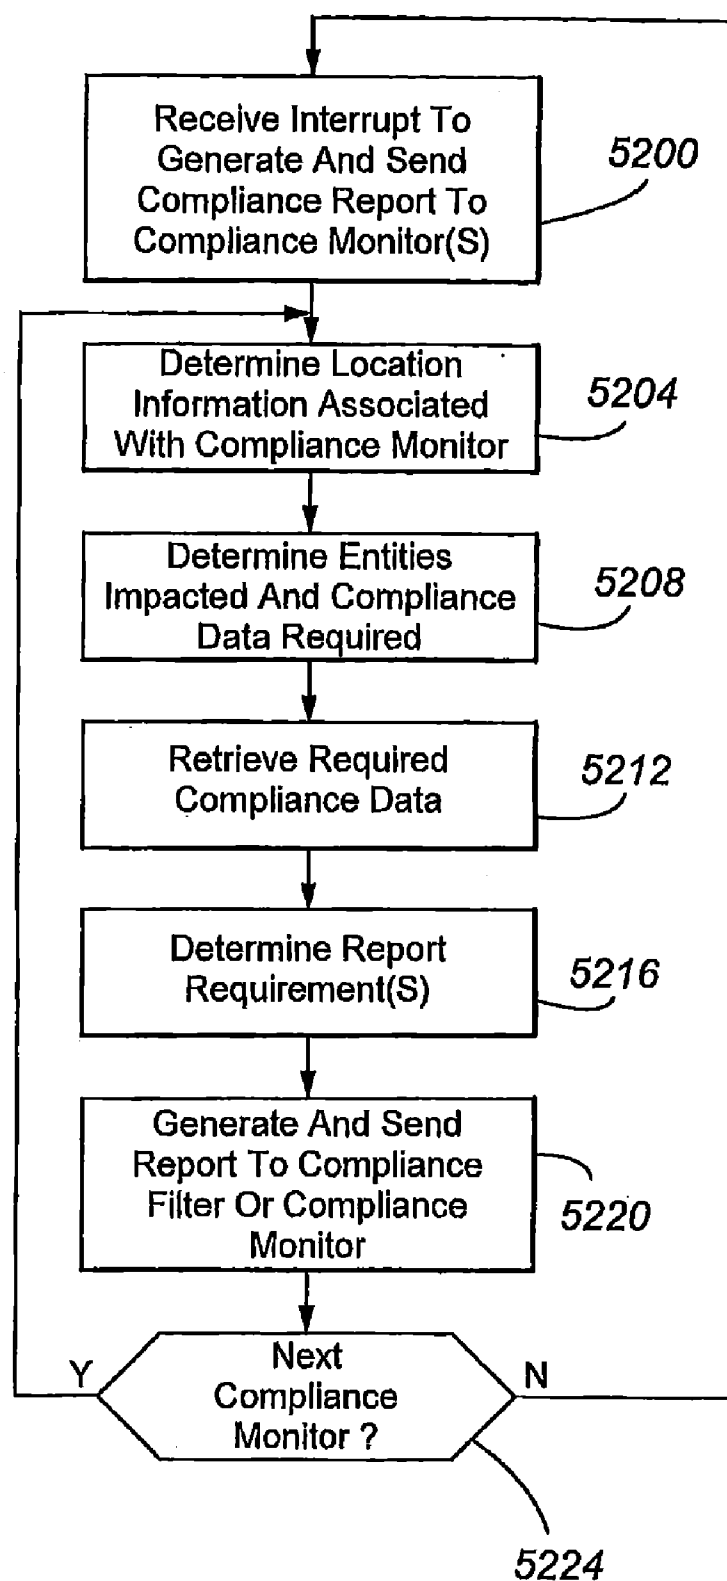 Receive Interrupt To
Generate And Send
Compliance Report To
Compliance Monitor(S)
5200
Determine Location
Information Associated
With Compliance Monitor
5204
Determine Entities
Impacted And Compliance
Data Required
5208
Retrieve Required
Compliance Data
5212
Determine Report
Requirement(S)
5216
Generate And Send
Report To Compliance
Filter Or Compliance
Monitor
5220
Y
Next
Compliance
Monitor ?
N
5224